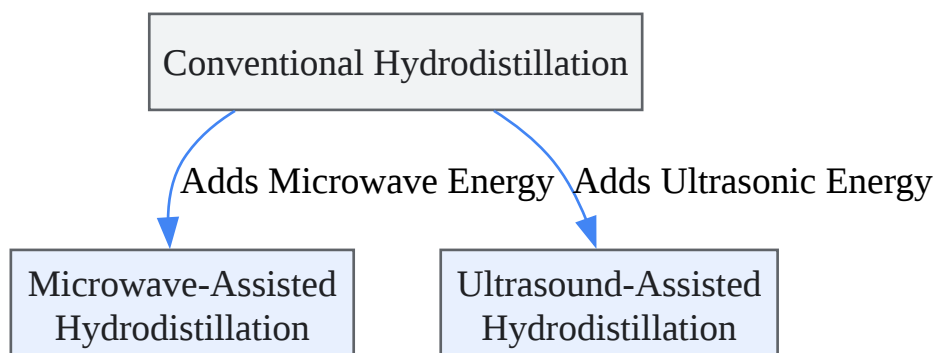 Conventional Hydrodistillation
Adds Microwave Energy
Adds Ultrasonic Energy
Microwave-Assisted
Hydrodistillation
Ultrasound-Assisted
Hydrodistillation